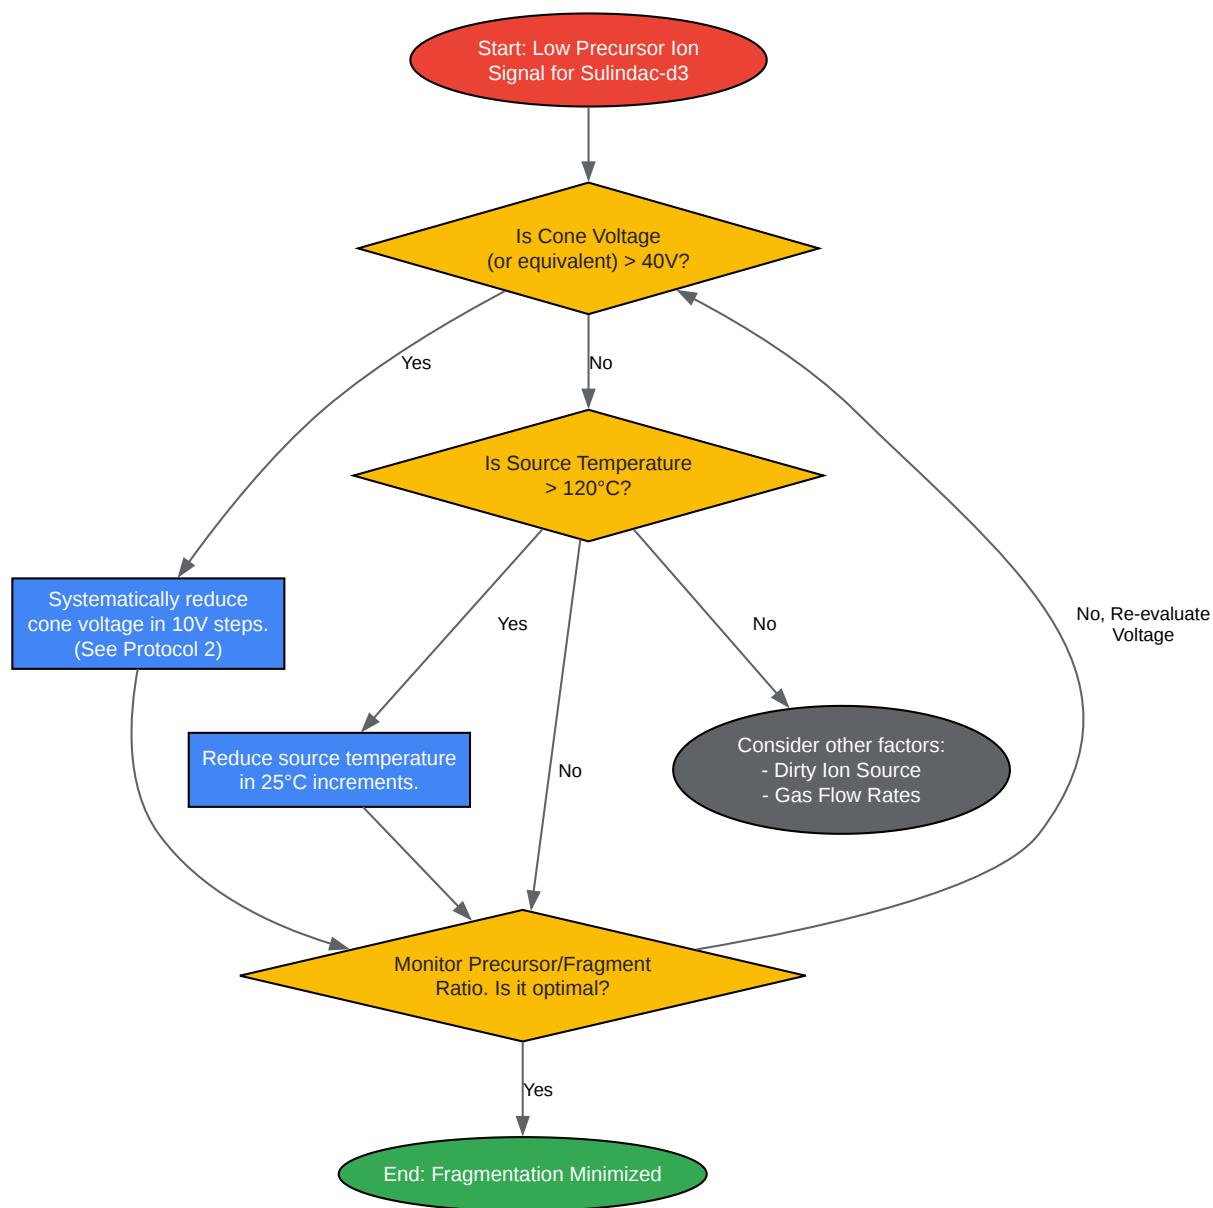 Start: Low Precursor Ion
Signal for Sulindac-d3
Is Cone Voltage
(or equivalent) > 40V?
Yes
No
Is Source Temperature
> 120°C?
Systematically reduce
cone voltage in 10V steps.
(See Protocol 2)
Yes
No
No, Re-evaluate
Voltage
Reduce source temperature
in 25°C increments.
No
Consider other factors:
- Dirty Ion Source
- Gas Flow Rates
Monitor Precursor/Fragment
Ratio. Is it optimal?
Yes
End: Fragmentation Minimized